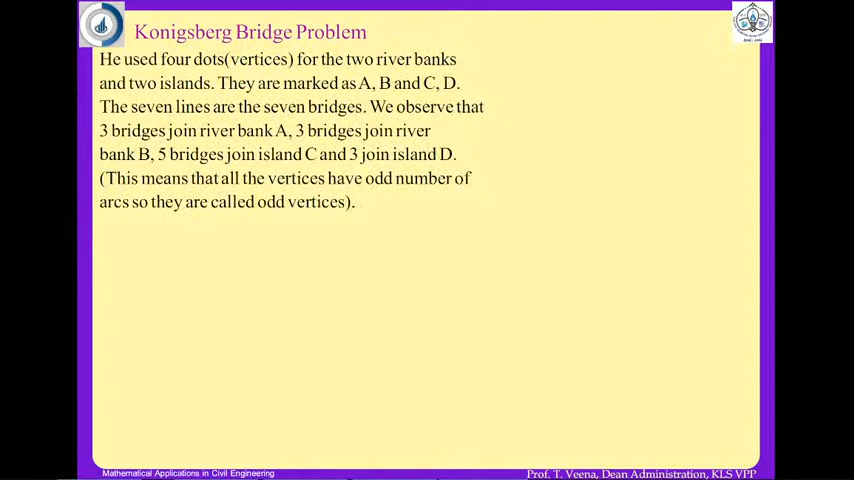 Konigsberg Bridge Problem
He used four dots(vertices) for the two river banks
and two islands. They are marked as A, B and C, D.
The seven lines are the seven bridges. We observe that
3 bridges join river bank A, 3 bridges join river
bank B, 5 bridges join island C and 3 join island D.
(This means that all the vertices have odd number of
arcs so they are called odd vertices).
Mathematical Applications in Civil Engineering
Prof. T. Veena, Dean Administration, KLS VPP